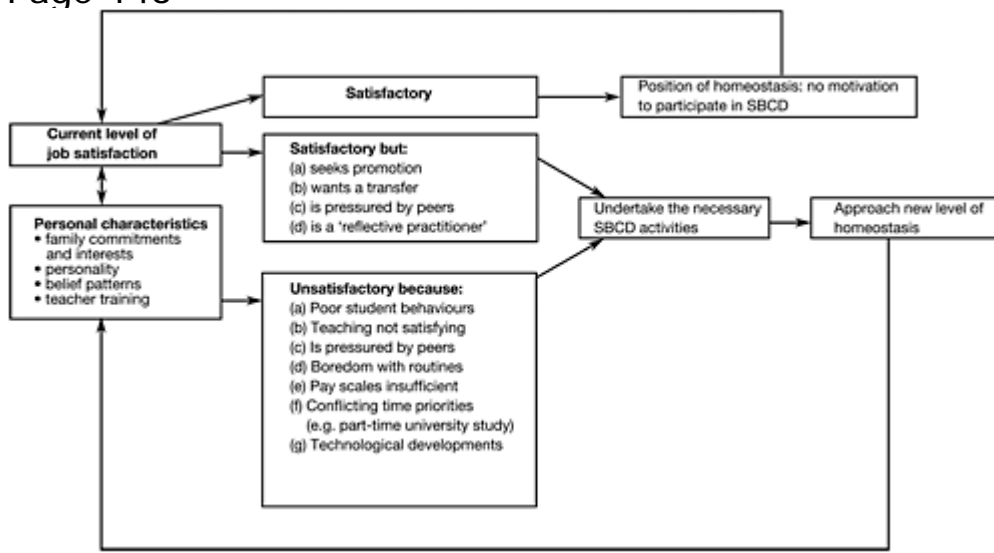 Satisfactory
Position of homeostasis: no motivation
to participate in SBCD
Current level of
job satisfaction
Satisfactory but:
(a) seeks promotion
(b) wants a transfer
(c) is pressured by peers
(d) is a 'reflective practitioner'
Undertake the necessary
SBCD activities
Approach new level of
homeostasis
Personal characteristics
• family commitments
and interests
• personality
• belief patterns
• teacher training
Unsatisfactory because:
(a) Poor student behaviours
(b) Teaching not satisfying
(c) Is pressured by peers
(d) Boredom with routines
(e) Pay scales insufficient
(f) Conflicting time priorities
(e.g. part-time university study)
(g) Technological developments